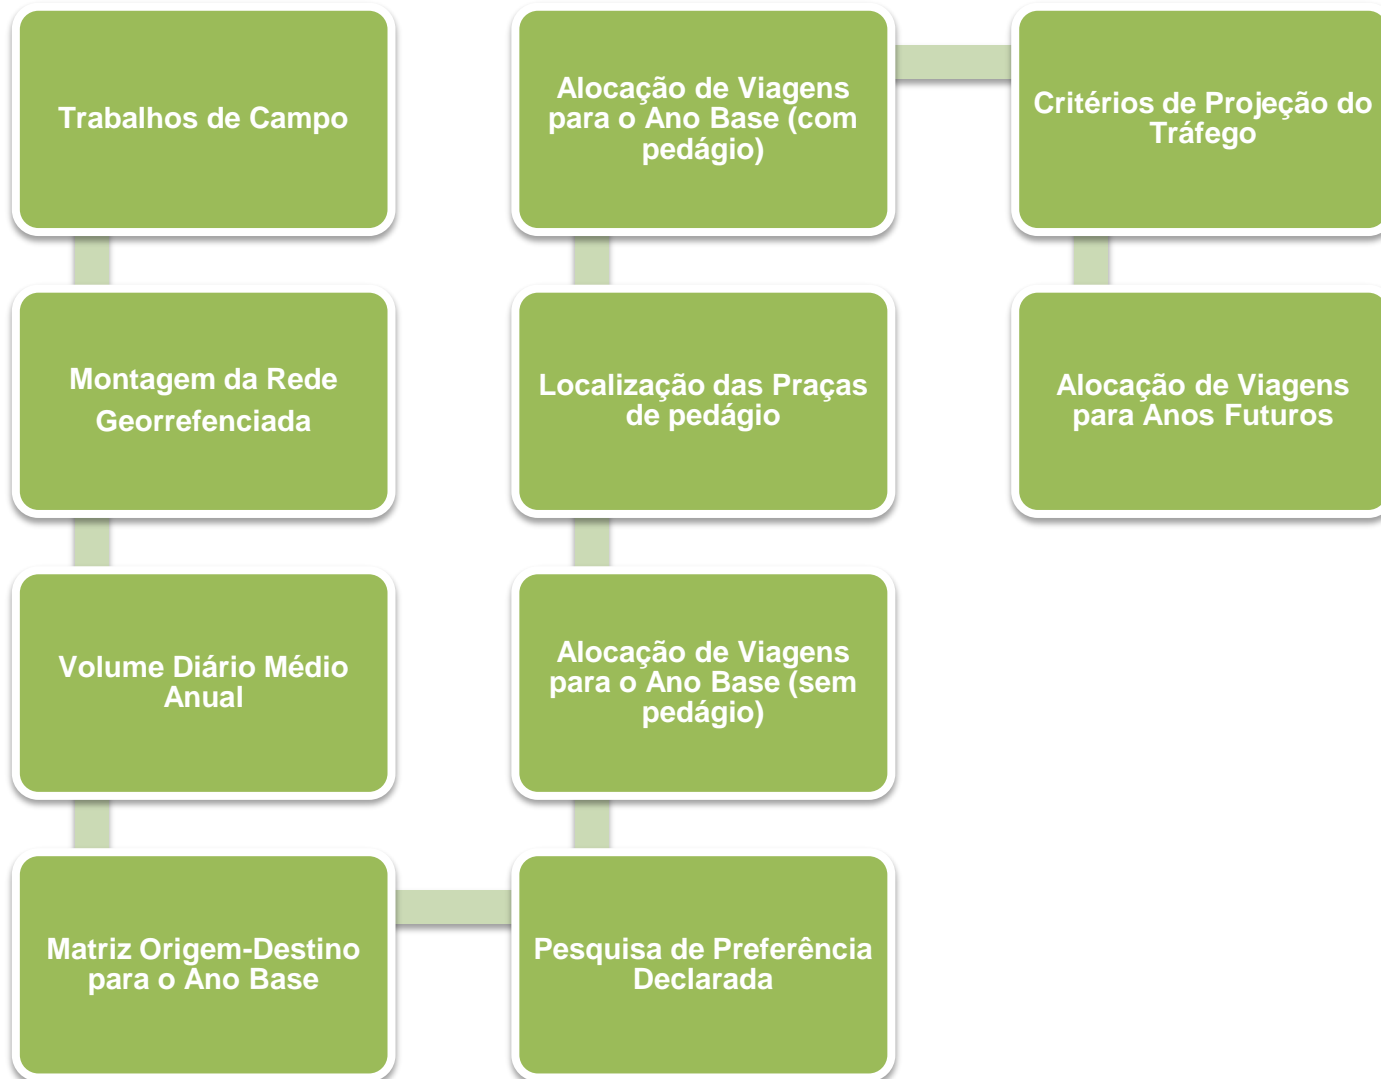 Trabalhos de Campo
Montagem da Rede
Georrefenciada
Volume Diário Médio
Anual
Matriz Origem-Destino
para o Ano Base
Pesquisa de Preferência
Declarada
Alocação de Viagens
para o Ano Base (sem
pedágio)
Localização das Praças
de pedágio
Alocação de Viagens
para o Ano Base (com
pedágio)
Critérios de Projeção do
Tráfego
Alocação de Viagens
para Anos Futuros